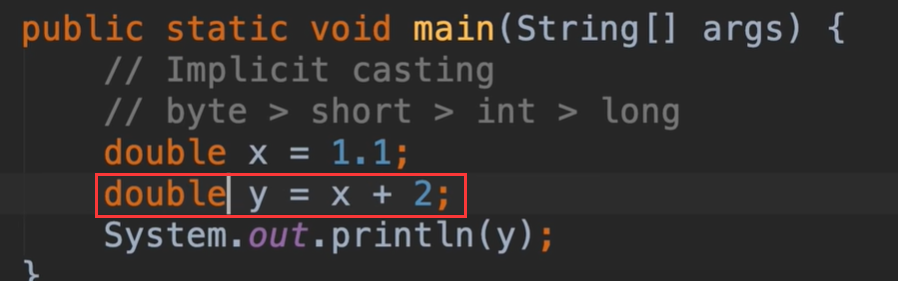 public static void main(String[] args) {
// Implicit casting
// byte > short > int > long
double x = 1.1;
double y = x + 2;
System.out.println(y);
}